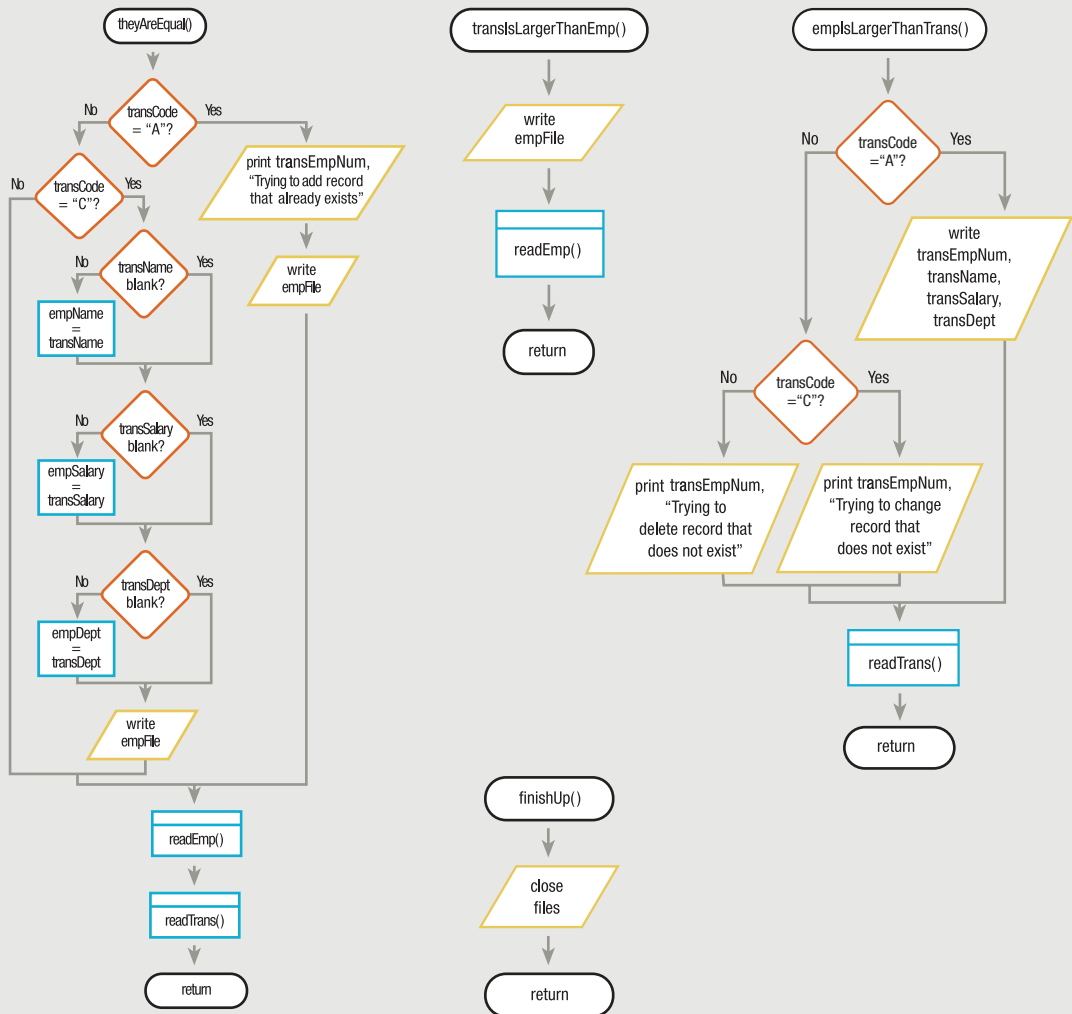 theyAreEqual()
transCode
= “A”?
No
Yes
transCode
= “C”?
No
Yes
print transEmpNum,
“Trying to add record
that already exists”
write
empFile
transName
blank?
No
Yes
empName
=
transName
transSalary
blank?
No
Yes
empSalary
=
transSalary
transDept
blank?
No
Yes
empDept
=
transDept
write
empFile
readEmp()
readTrans()
return
transIsLargerThanEmp()
write
empFile
readEmp()
return
finishUp()
close
files
return
empIsLargerThanTrans()
transCode
=“A”?
No
Yes
write
transEmpNum,
transName,
transSalary,
transDept
transCode
=“C”?
No
Yes
print transEmpNum,
“Trying to
delete record that
does not exist”
print transEmpNum,
“Trying to change
record that
does not exist”
readTrans()
return